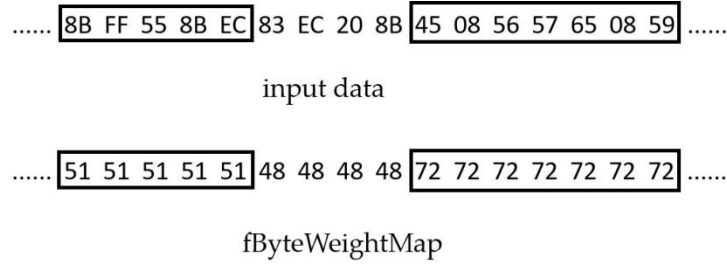 ...... 8B FF 55 8B EC 83 EC 20 8B 45 08 56 57 65 08 59 ......
input data
...... 51 51 51 51 51 48 48 48 48 72 72 72 72 72 72 72 ......
fByteWeightMap